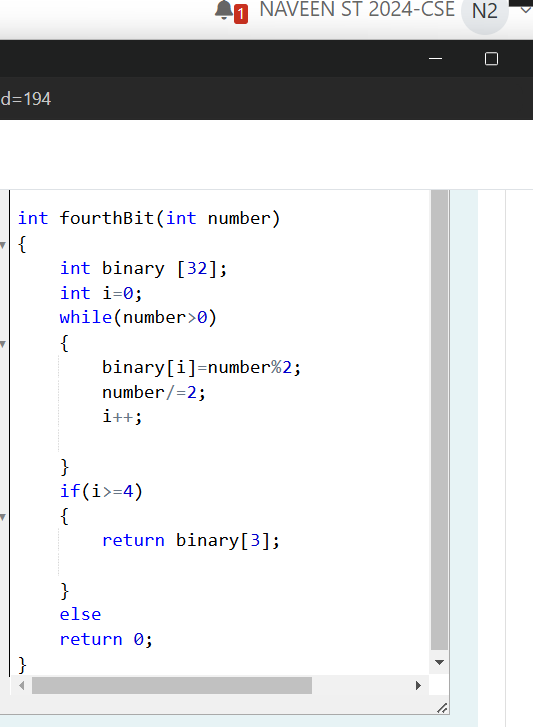 1 NAVEEN ST 2024-CSE N2
d=194
int fourthBit(int number)
{
    int binary [32];
    int i=0;
    while(number>0)
    {
        binary[i]=number%2;
        number/=2;
        i++;

    }
    if(i>=4)
    {
        return binary[3];

    }
    else
    return 0;
}